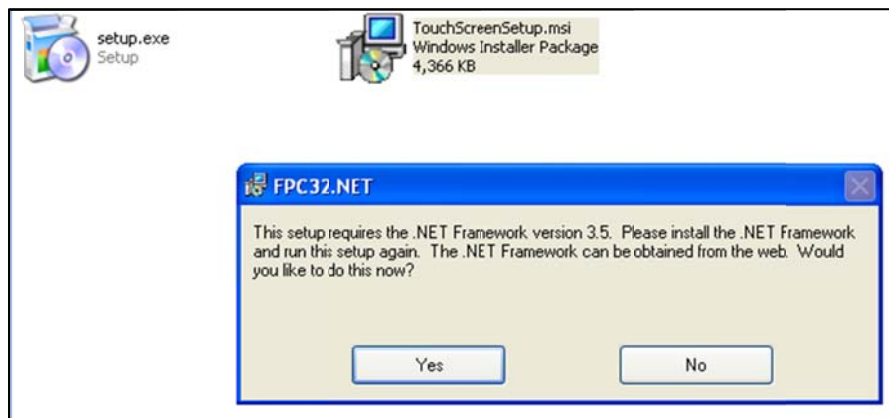 setup.exe
Setup
TouchScreenSetup.msi
Windows Installer Package
4,366 KB
FPC32.NET
This setup requires the .NET Framework version 3.5. Please install the .NET Framework
and run this setup again. The .NET Framework can be obtained from the web. Would
you like to do this now?
Yes
No